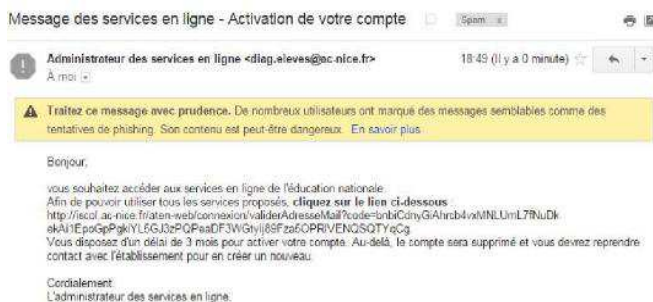 Message des services en ligne - Activation de votre compte Spam x
Administrateur des services en ligne <diag.eleves@ac-nice.fr> 18:49 (Il y a 0 minute)
À moi
Traitez ce message avec prudence. De nombreux utilisateurs ont marqué des messages semblables comme des
tentatives de phishing. Son contenu est peut-être dangereux. En savoir plus
Bonjour,
vous souhaitez accéder aux services en ligne de l'éducation nationale.
Afin de pouvoir utiliser tous les services proposés, cliquez sur le lien ci-dessous :
Vous disposez d'un délai de 3 mois pour activer votre compte. Au-delà, le compte sera supprimé et vous devrez reprendre
contact avec l'établissement pour en créer un nouveau.
Cordialement
L'administrateur des services en ligne.